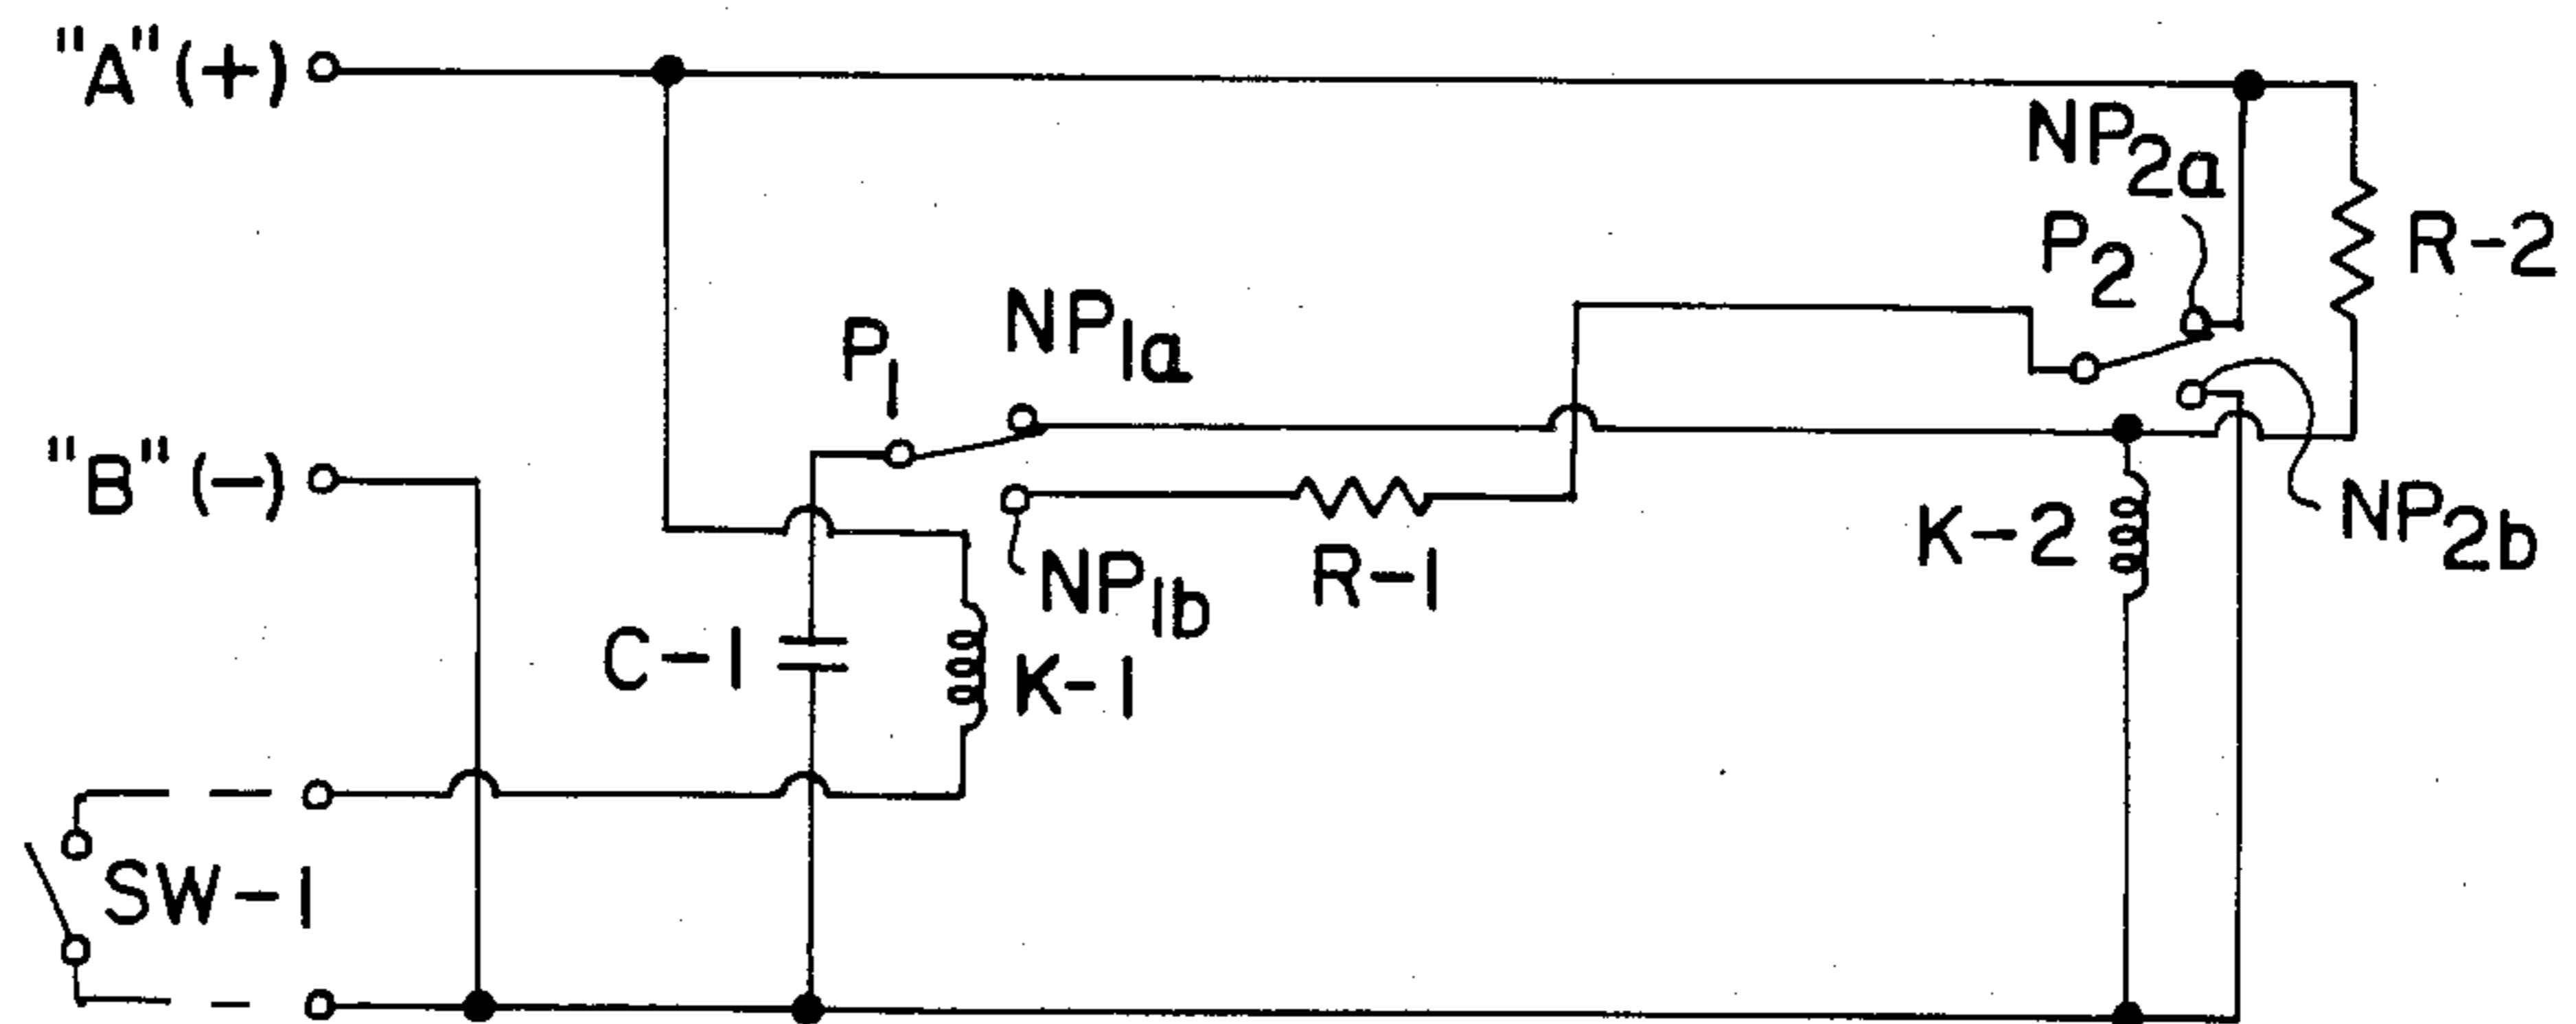 "A" (+)
NP2a
P2
R-2
NP1a
P1
"B" (-)
K-2
NP2b
R-1
NP1b
C-1
K-1
SW-1